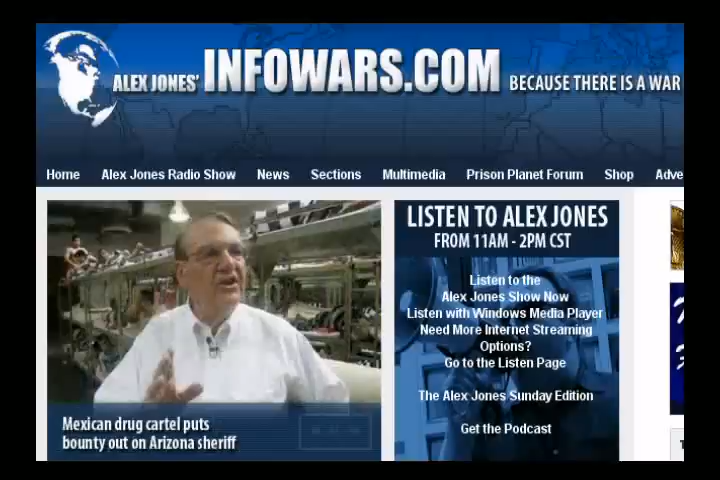 ALEX JONES' INFOWARS.COM BECAUSE THERE IS A WAR
Home Alex Jones Radio Show News Sections Multimedia Prison Planet Forum Shop Adve
LISTEN TO ALEX JONES
FROM 11AM - 2PM CST
Listen to the
Alex Jones Show Now
Listen with Windows Media Player
Need More Internet Streaming
Options?
Go to the Listen Page
The Alex Jones Sunday Edition
Get the Podcast
Mexican drug cartel puts
bounty out on Arizona sheriff